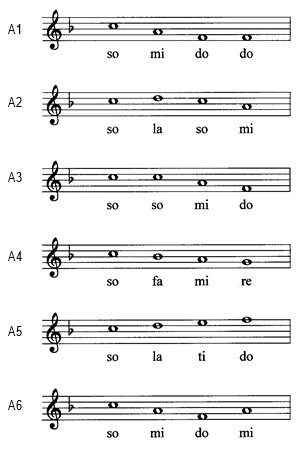 A1
so mi do do
A2
so la so mi
A3
so so mi do
A4
so fa mi re
A5
so la ti do
A6
so mi do mi